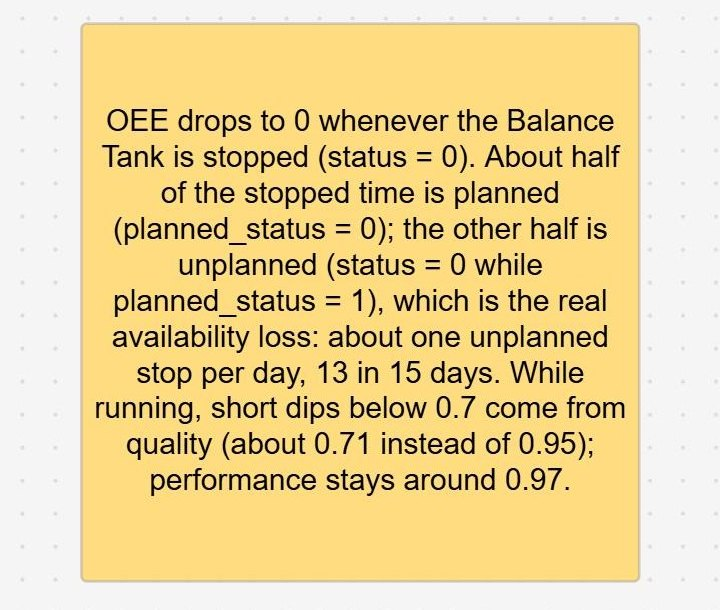 OEE drops to 0 whenever the Balance
Tank is stopped (status = 0). About half
of the stopped time is planned
(planned_status = 0); the other half is
unplanned (status = 0 while
planned_status = 1), which is the real
availability loss: about one unplanned
stop per day, 13 in 15 days. While
running, short dips below 0.7 come from
quality (about 0.71 instead of 0.95);
performance stays around 0.97.